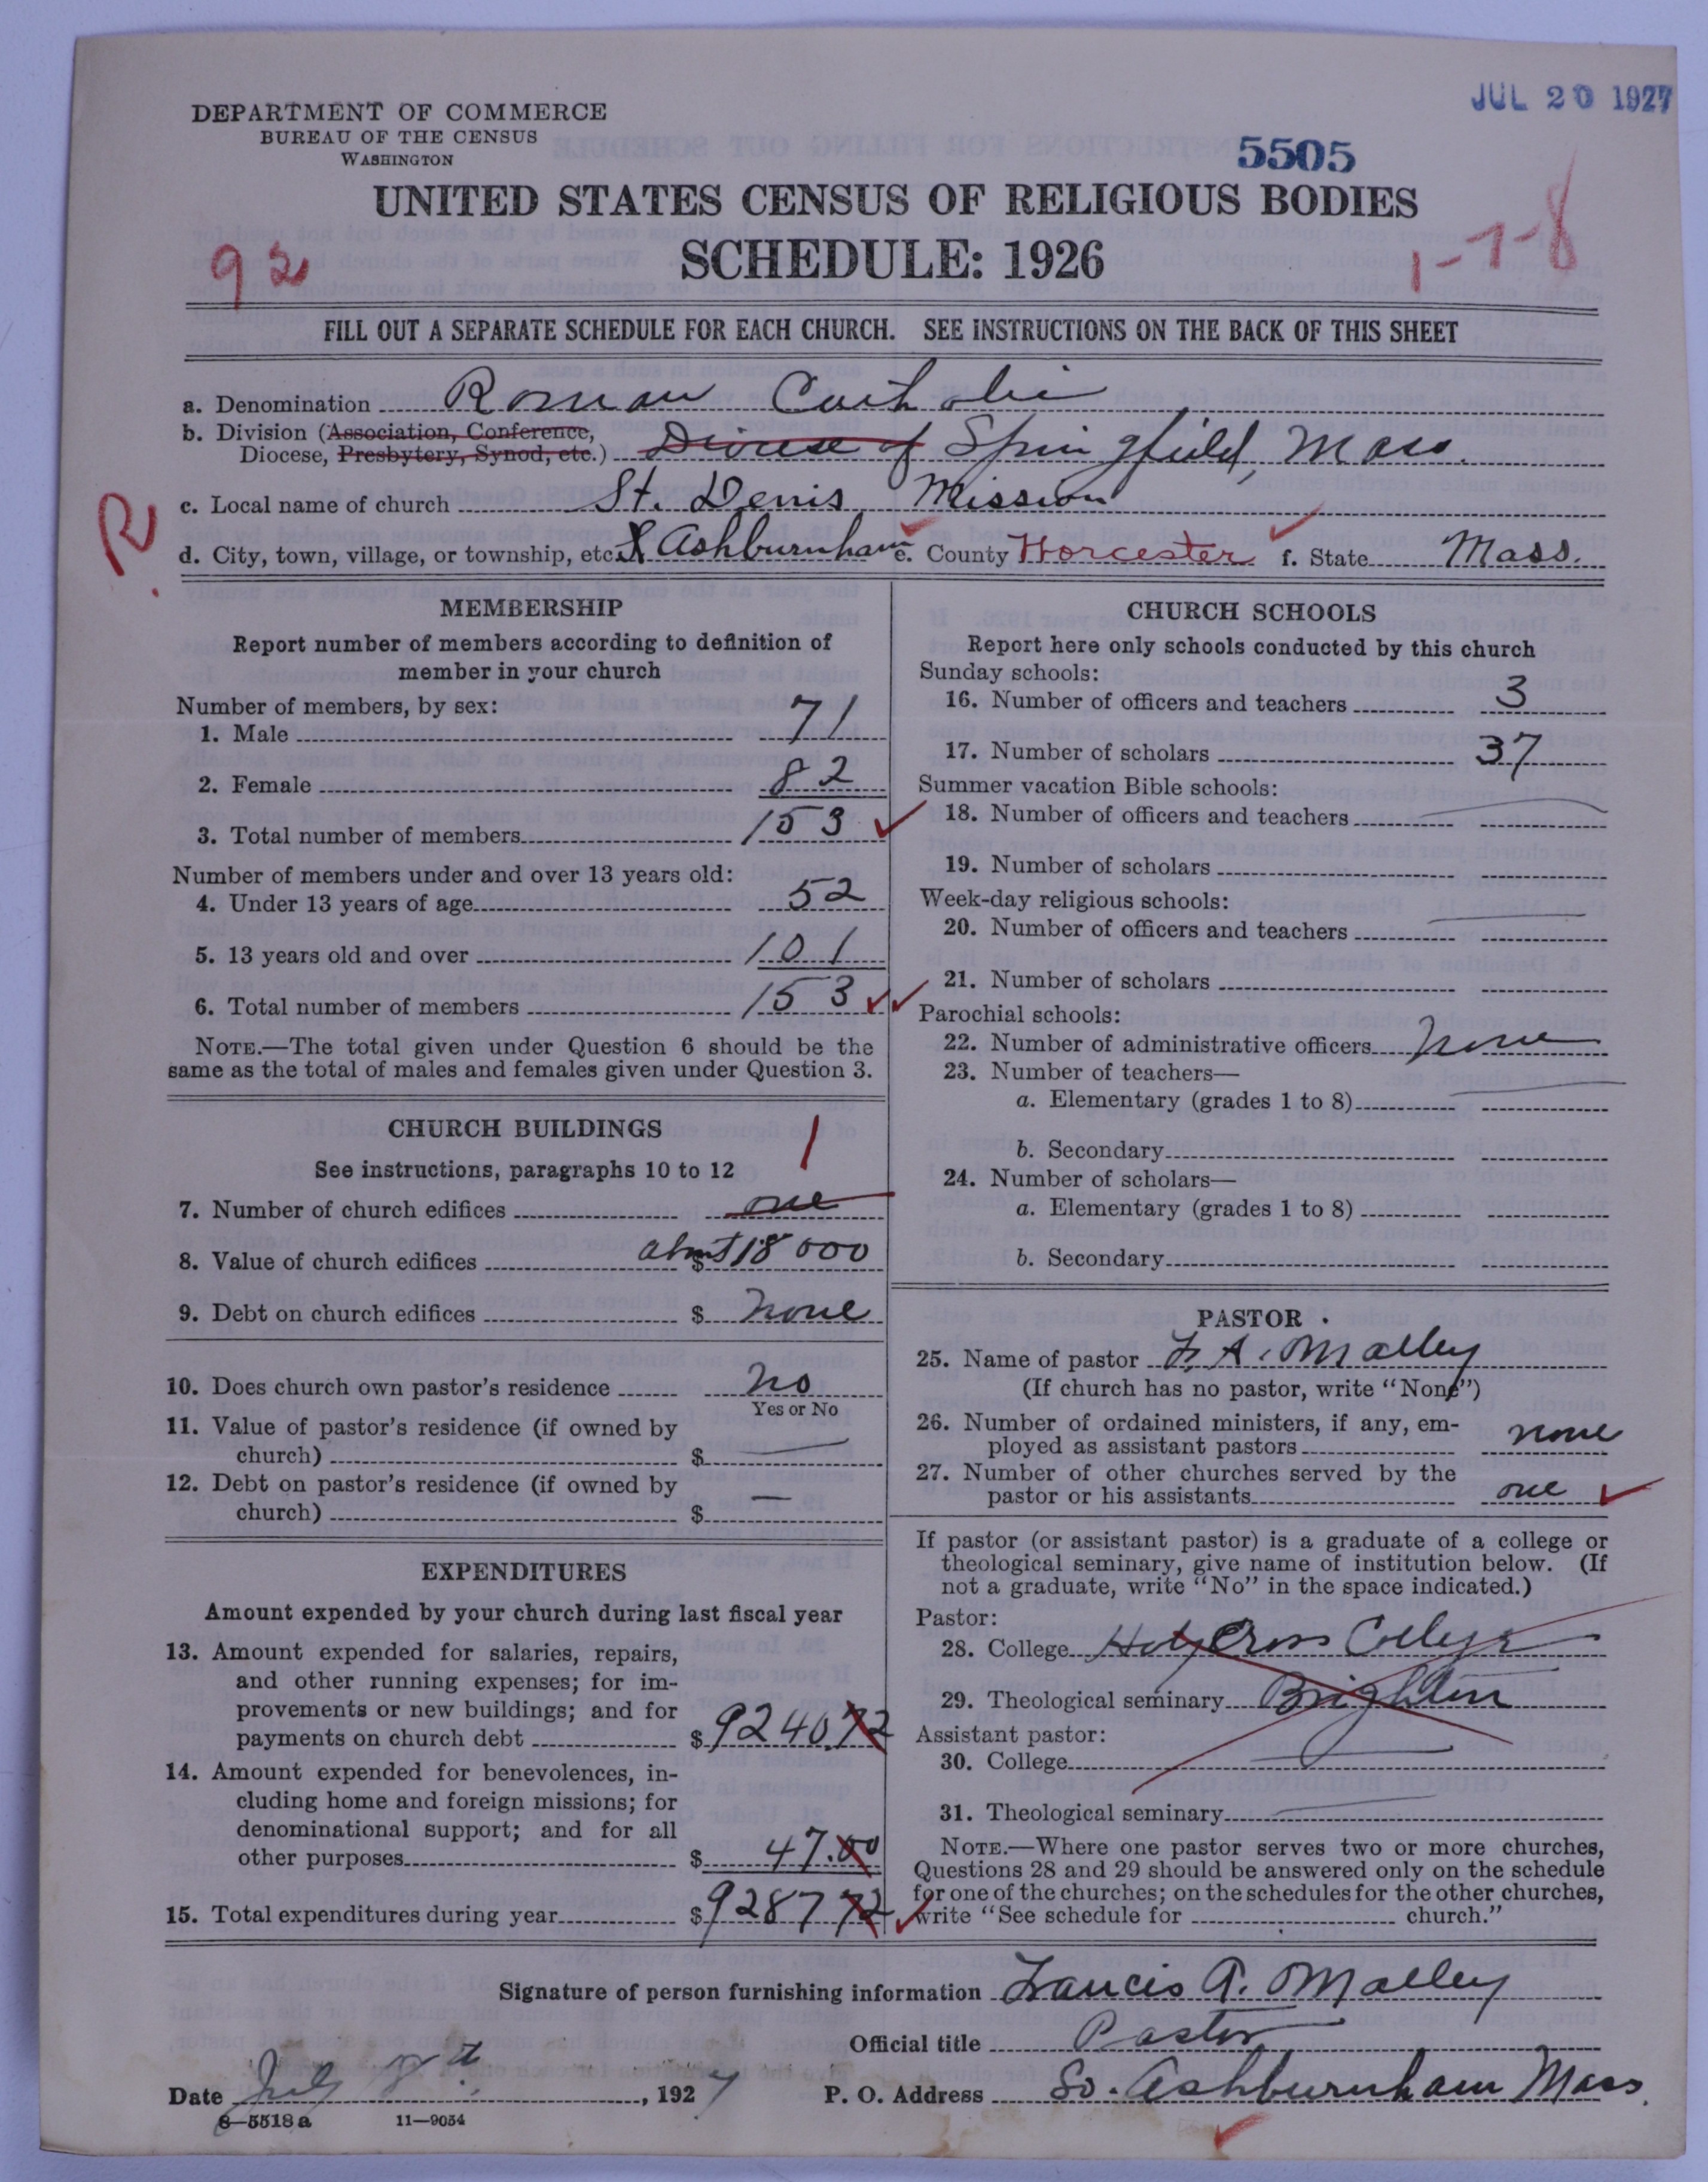 JUL 20 1927
DEPARTMENT OF COMMERCE
BUREAU OF THE CENSUS
WASHINGTON
5505
UNITED STATES CENSUS OF RELIGIOUS BODIES
SCHEDULE: 1926
92
1-7-8
FILL OUT A SEPARATE SCHEDULE FOR EACH CHURCH. SEE INSTRUCTIONS ON THE BACK OF THIS SHEET
a. Denomination Roman Catholic
b. Division (Association, Conference,
Diocese, Presbytery, Synod, etc.) Diocese of Springfield, Mass.
c. Local name of church St. Denis Mission
R.
d. City, town, village, or township, etc. X Ashburnham e. County Worcester f. State Mass.
MEMBERSHIP
Report number of members according to definition of
member in your church
Number of members, by sex:
1. Male 71
2. Female 82
3. Total number of members 153
Number of members under and over 13 years old:
4. Under 13 years of age 52
5. 13 years old and over 101
6. Total number of members 153
NOTE.—The total given under Question 6 should be the
same as the total of males and females given under Question 3.
CHURCH BUILDINGS
See instructions, paragraphs 10 to 12
1
7. Number of church edifices one
8. Value of church edifices about $18000
9. Debt on church edifices $ none
10. Does church own pastor's residence no
Yes or No
11. Value of pastor's residence (if owned by
church) $ —
12. Debt on pastor's residence (if owned by
church) $ —
EXPENDITURES
Amount expended by your church during last fiscal year
13. Amount expended for salaries, repairs,
and other running expenses; for im-
provements or new buildings; and for
payments on church debt $ 9240.72
14. Amount expended for benevolences, in-
cluding home and foreign missions; for
denominational support; and for all
other purposes $ 47.00
15. Total expenditures during year $ 9287 72
CHURCH SCHOOLS
Report here only schools conducted by this church
Sunday schools:
16. Number of officers and teachers 3
17. Number of scholars 37
Summer vacation Bible schools:
18. Number of officers and teachers —
19. Number of scholars
Week-day religious schools:
20. Number of officers and teachers —
21. Number of scholars
Parochial schools:
22. Number of administrative officers none
23. Number of teachers—
a. Elementary (grades 1 to 8) —
b. Secondary
24. Number of scholars—
a. Elementary (grades 1 to 8)
b. Secondary
PASTOR
25. Name of pastor F. A. OMalley
(If church has no pastor, write "None")
26. Number of ordained ministers, if any, em-
ployed as assistant pastors none
27. Number of other churches served by the
pastor or his assistants one
If pastor (or assistant pastor) is a graduate of a college or
theological seminary, give name of institution below. (If
not a graduate, write "No" in the space indicated.)
Pastor:
28. College Holy Cross College
29. Theological seminary Brighton
Assistant pastor:
30. College —
31. Theological seminary —
NOTE.—Where one pastor serves two or more churches,
Questions 28 and 29 should be answered only on the schedule
for one of the churches; on the schedules for the other churches,
write "See schedule for church."
Signature of person furnishing information Francis A. OMalley
Official title Pastor
Date July , 1927 P. O. Address So. Ashburnham Mass.
8—5518 a 11—9054